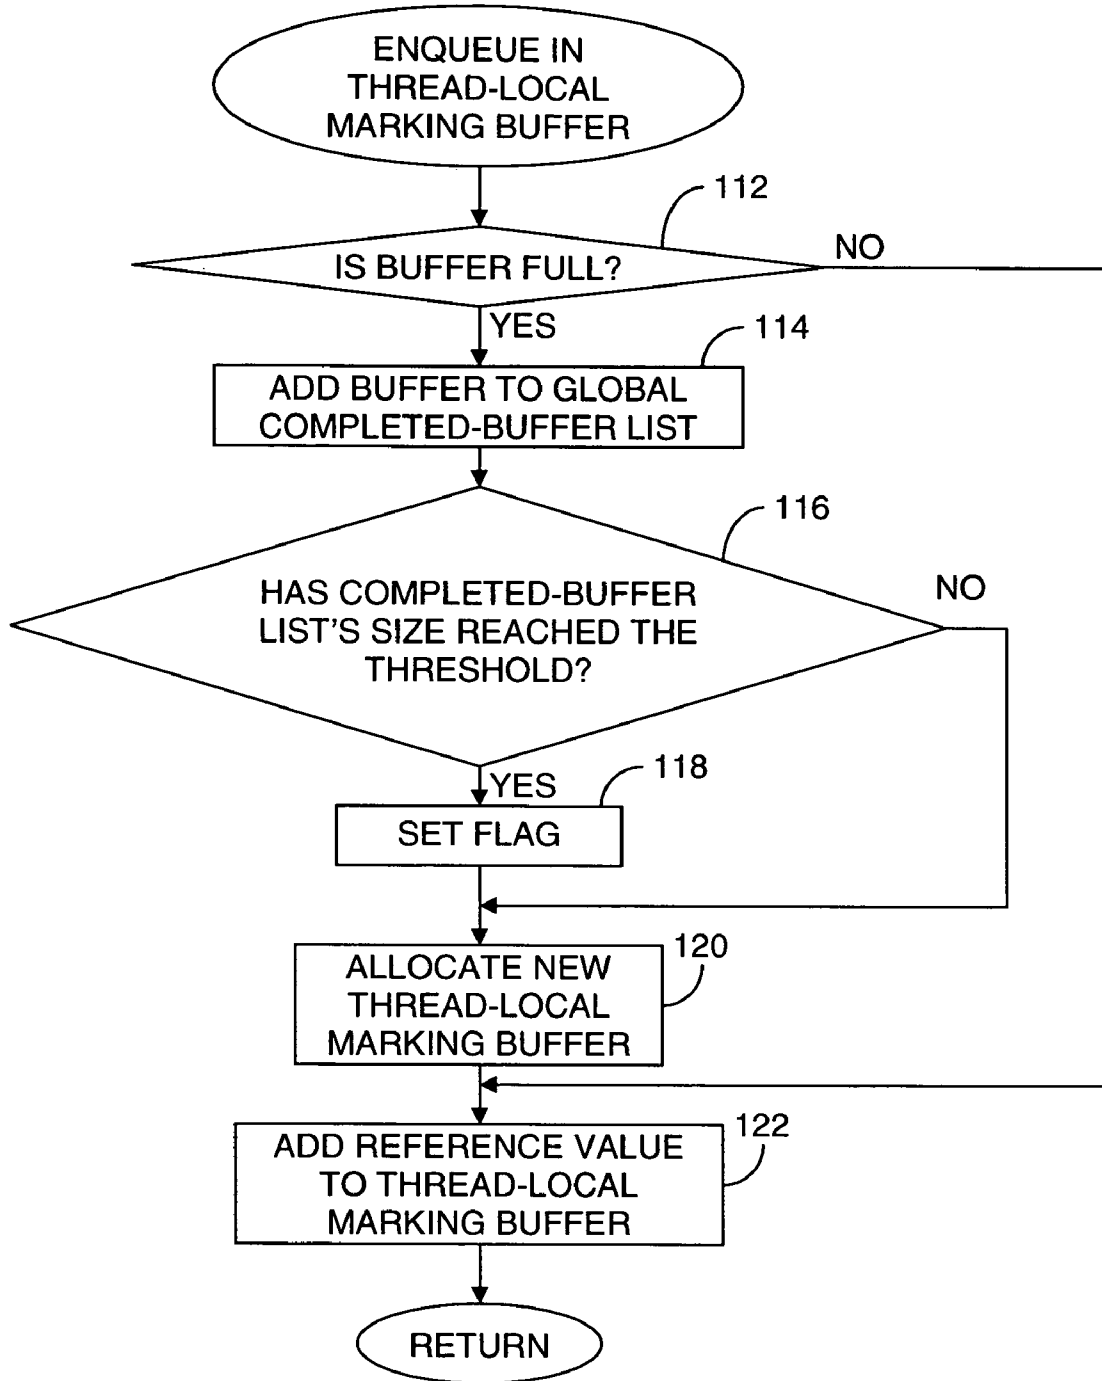 ENQUEUE IN
THREAD-LOCAL
MARKING BUFFER
112
IS BUFFER FULL?
NO
YES
114
ADD BUFFER TO GLOBAL
COMPLETED-BUFFER LIST
116
HAS COMPLETED-BUFFER
LIST'S SIZE REACHED THE
THRESHOLD?
NO
YES
118
SET FLAG
120
ALLOCATE NEW
THREAD-LOCAL
MARKING BUFFER
122
ADD REFERENCE VALUE
TO THREAD-LOCAL
MARKING BUFFER
RETURN